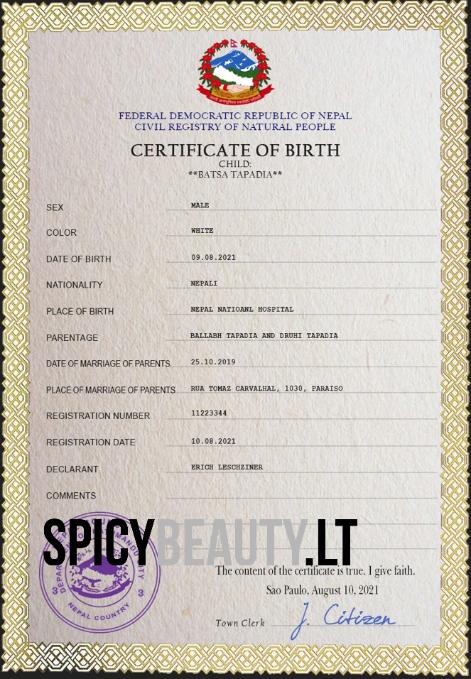 FEDERAL DEMOCRATIC REPUBLIC OF NEPAL
CIVIL REGISTRY OF NATURAL PEOPLE
CERTIFICATE OF BIRTH
CHILD:
**BATSA TAPADIA**
SEX MALE
COLOR WHITE
DATE OF BIRTH 09.08.2021
NATIONALITY NEPALI
PLACE OF BIRTH NEPAL NATIOANL HOSPITAL
PARENTAGE BALLABH TAPADIA AND DRUHI TAPADIA
DATE OF MARRIAGE OF PARENTS 25.10.2019
PLACE OF MARRIAGE OF PARENTS RUA TOMAZ CARVALHAL, 1030, PARAISO
REGISTRATION NUMBER 11223344
REGISTRATION DATE 10.08.2021
DECLARANT ERICH LESCHZINER
COMMENTS
SPICYBEAUTY.LT
NEPAL COUNTRY
The content of the certificate is true. I give faith.
Sao Paulo, August 10, 2021
Town Clerk J. Citizen